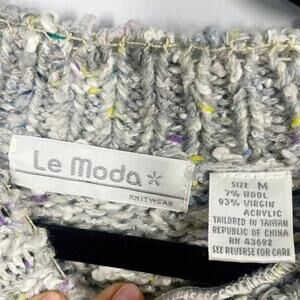 Le Moda
KNITWEAR
SIZE M
7% WOOL
93% VIRGIN
ACRYLIC
TAILORED IN TAIWAN
REPUBLIC OF CHINA
RN 43692
SEE REVERSE FOR CARE